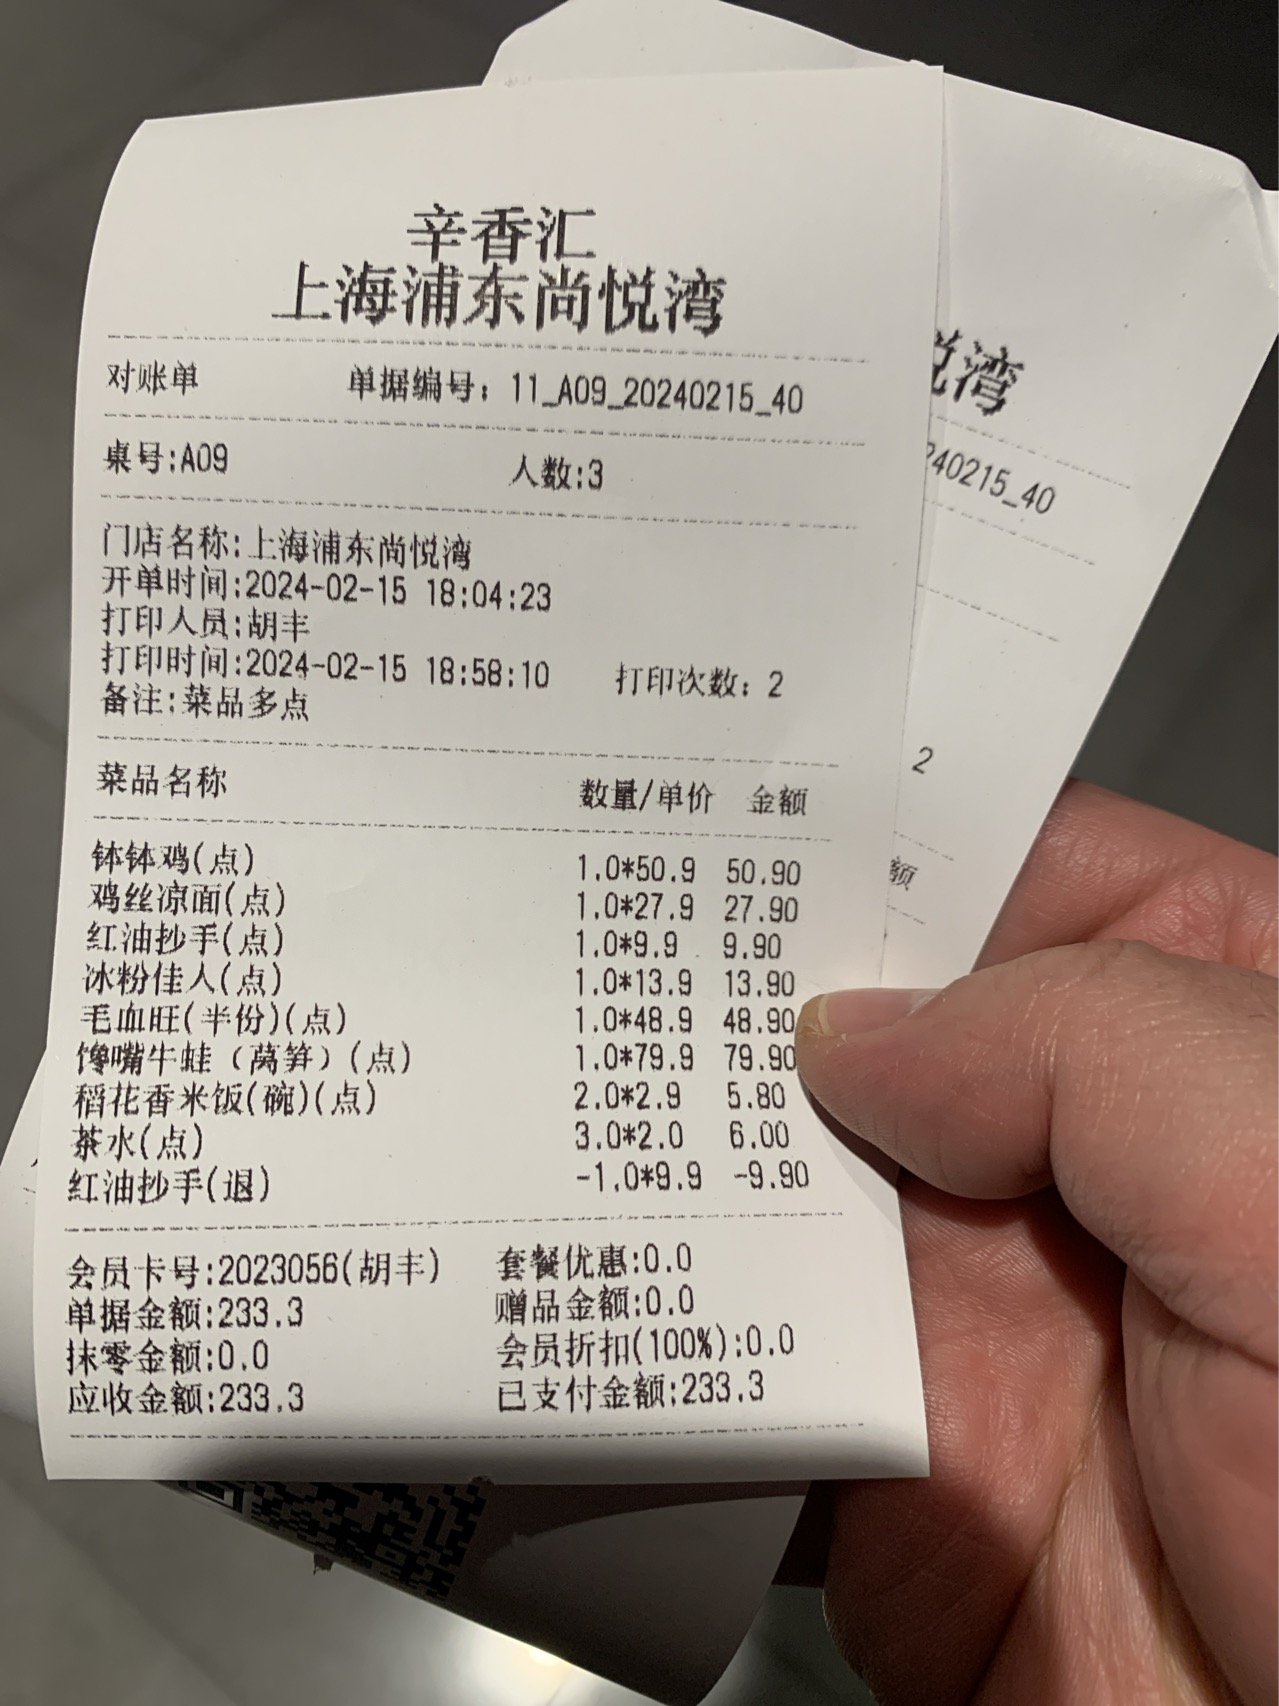 辛香汇
上海浦东尚悦湾
对账单 单据编号：11_A09_20240215_40
桌号:A09 人数:3
门店名称:上海浦东尚悦湾
开单时间:2024-02-15 18:04:23
打印人员:胡丰
打印时间:2024-02-15 18:58:10 打印次数：2
备注:菜品多点
菜品名称 数量/单价 金额
钵钵鸡(点) 1.0*50.9 50.90
鸡丝凉面(点) 1.0*27.9 27.90
红油抄手(点) 1.0*9.9 9.90
冰粉佳人(点) 1.0*13.9 13.90
毛血旺(半份)(点) 1.0*48.9 48.90
馋嘴牛蛙（莴笋）(点) 1.0*79.90 79.90
稻花香米饭(碗)(点) 2.0*2.9 5.80
茶水(点) 3.0*2.0 6.00
红油抄手(退) -1.0*9.9 -9.90
会员卡号:2023056(胡丰) 套餐优惠:0.0
单据金额:233.3 赠品金额:0.0
抹零金额:0.0 会员折扣(100%):0.0
应收金额:233.3 已支付金额:233.3
悦湾
240215_40
2
额